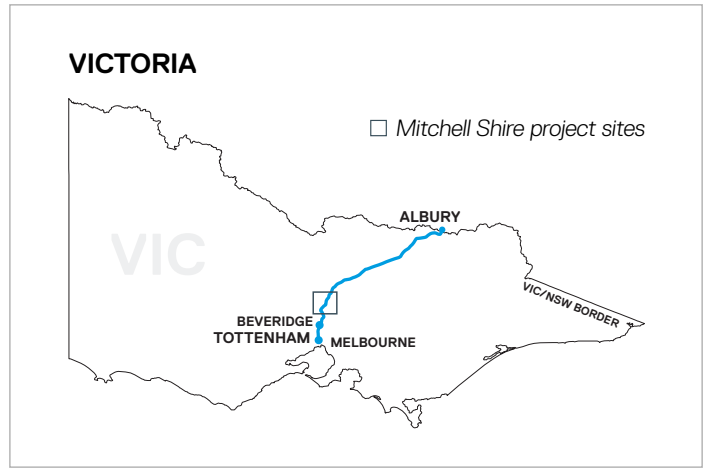 VICTORIA
Mitchell Shire project sites
ALBURY
VIC
VIC/NSW BORDER
BEVERIDGE
TOTTENHAM
MELBOURNE